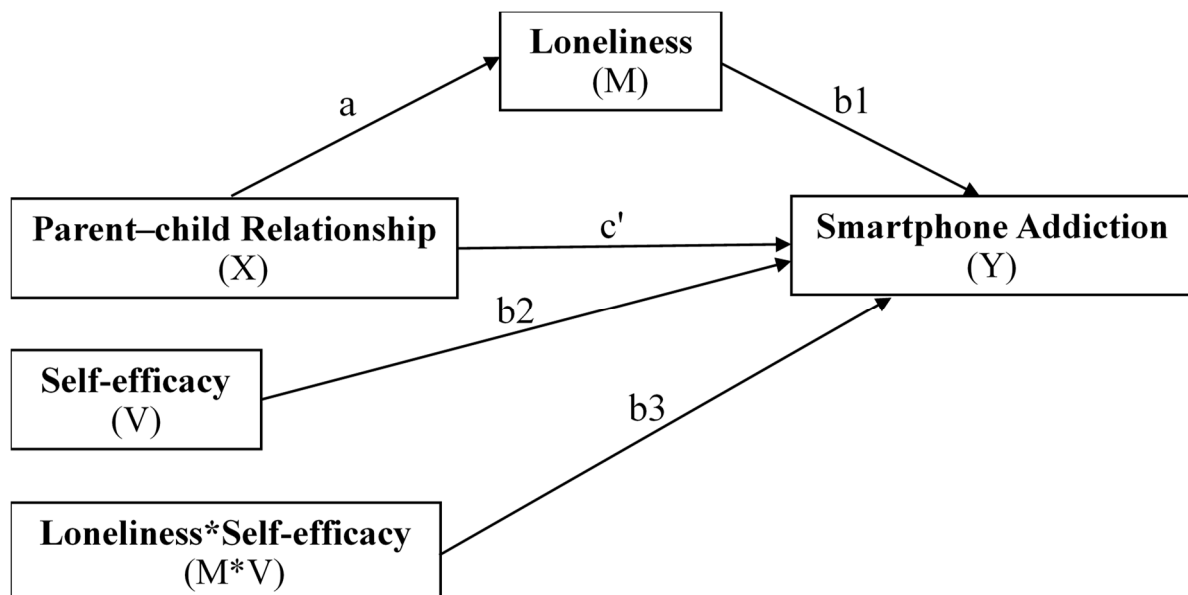 Loneliness
(M)
a
b1
Parent–child Relationship
(X)
c'
Smartphone Addiction
(Y)
b2
Self-efficacy
(V)
b3
Loneliness*Self-efficacy
(M*V)